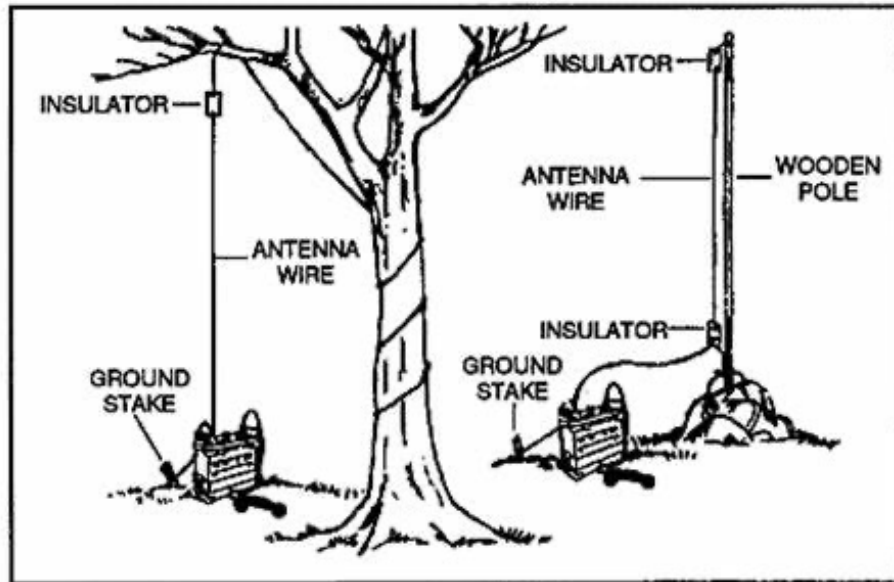 INSULATOR
ANTENNA
WIRE
GROUND
STAKE
INSULATOR
ANTENNA
WIRE
WOODEN
POLE
INSULATOR
GROUND
STAKE